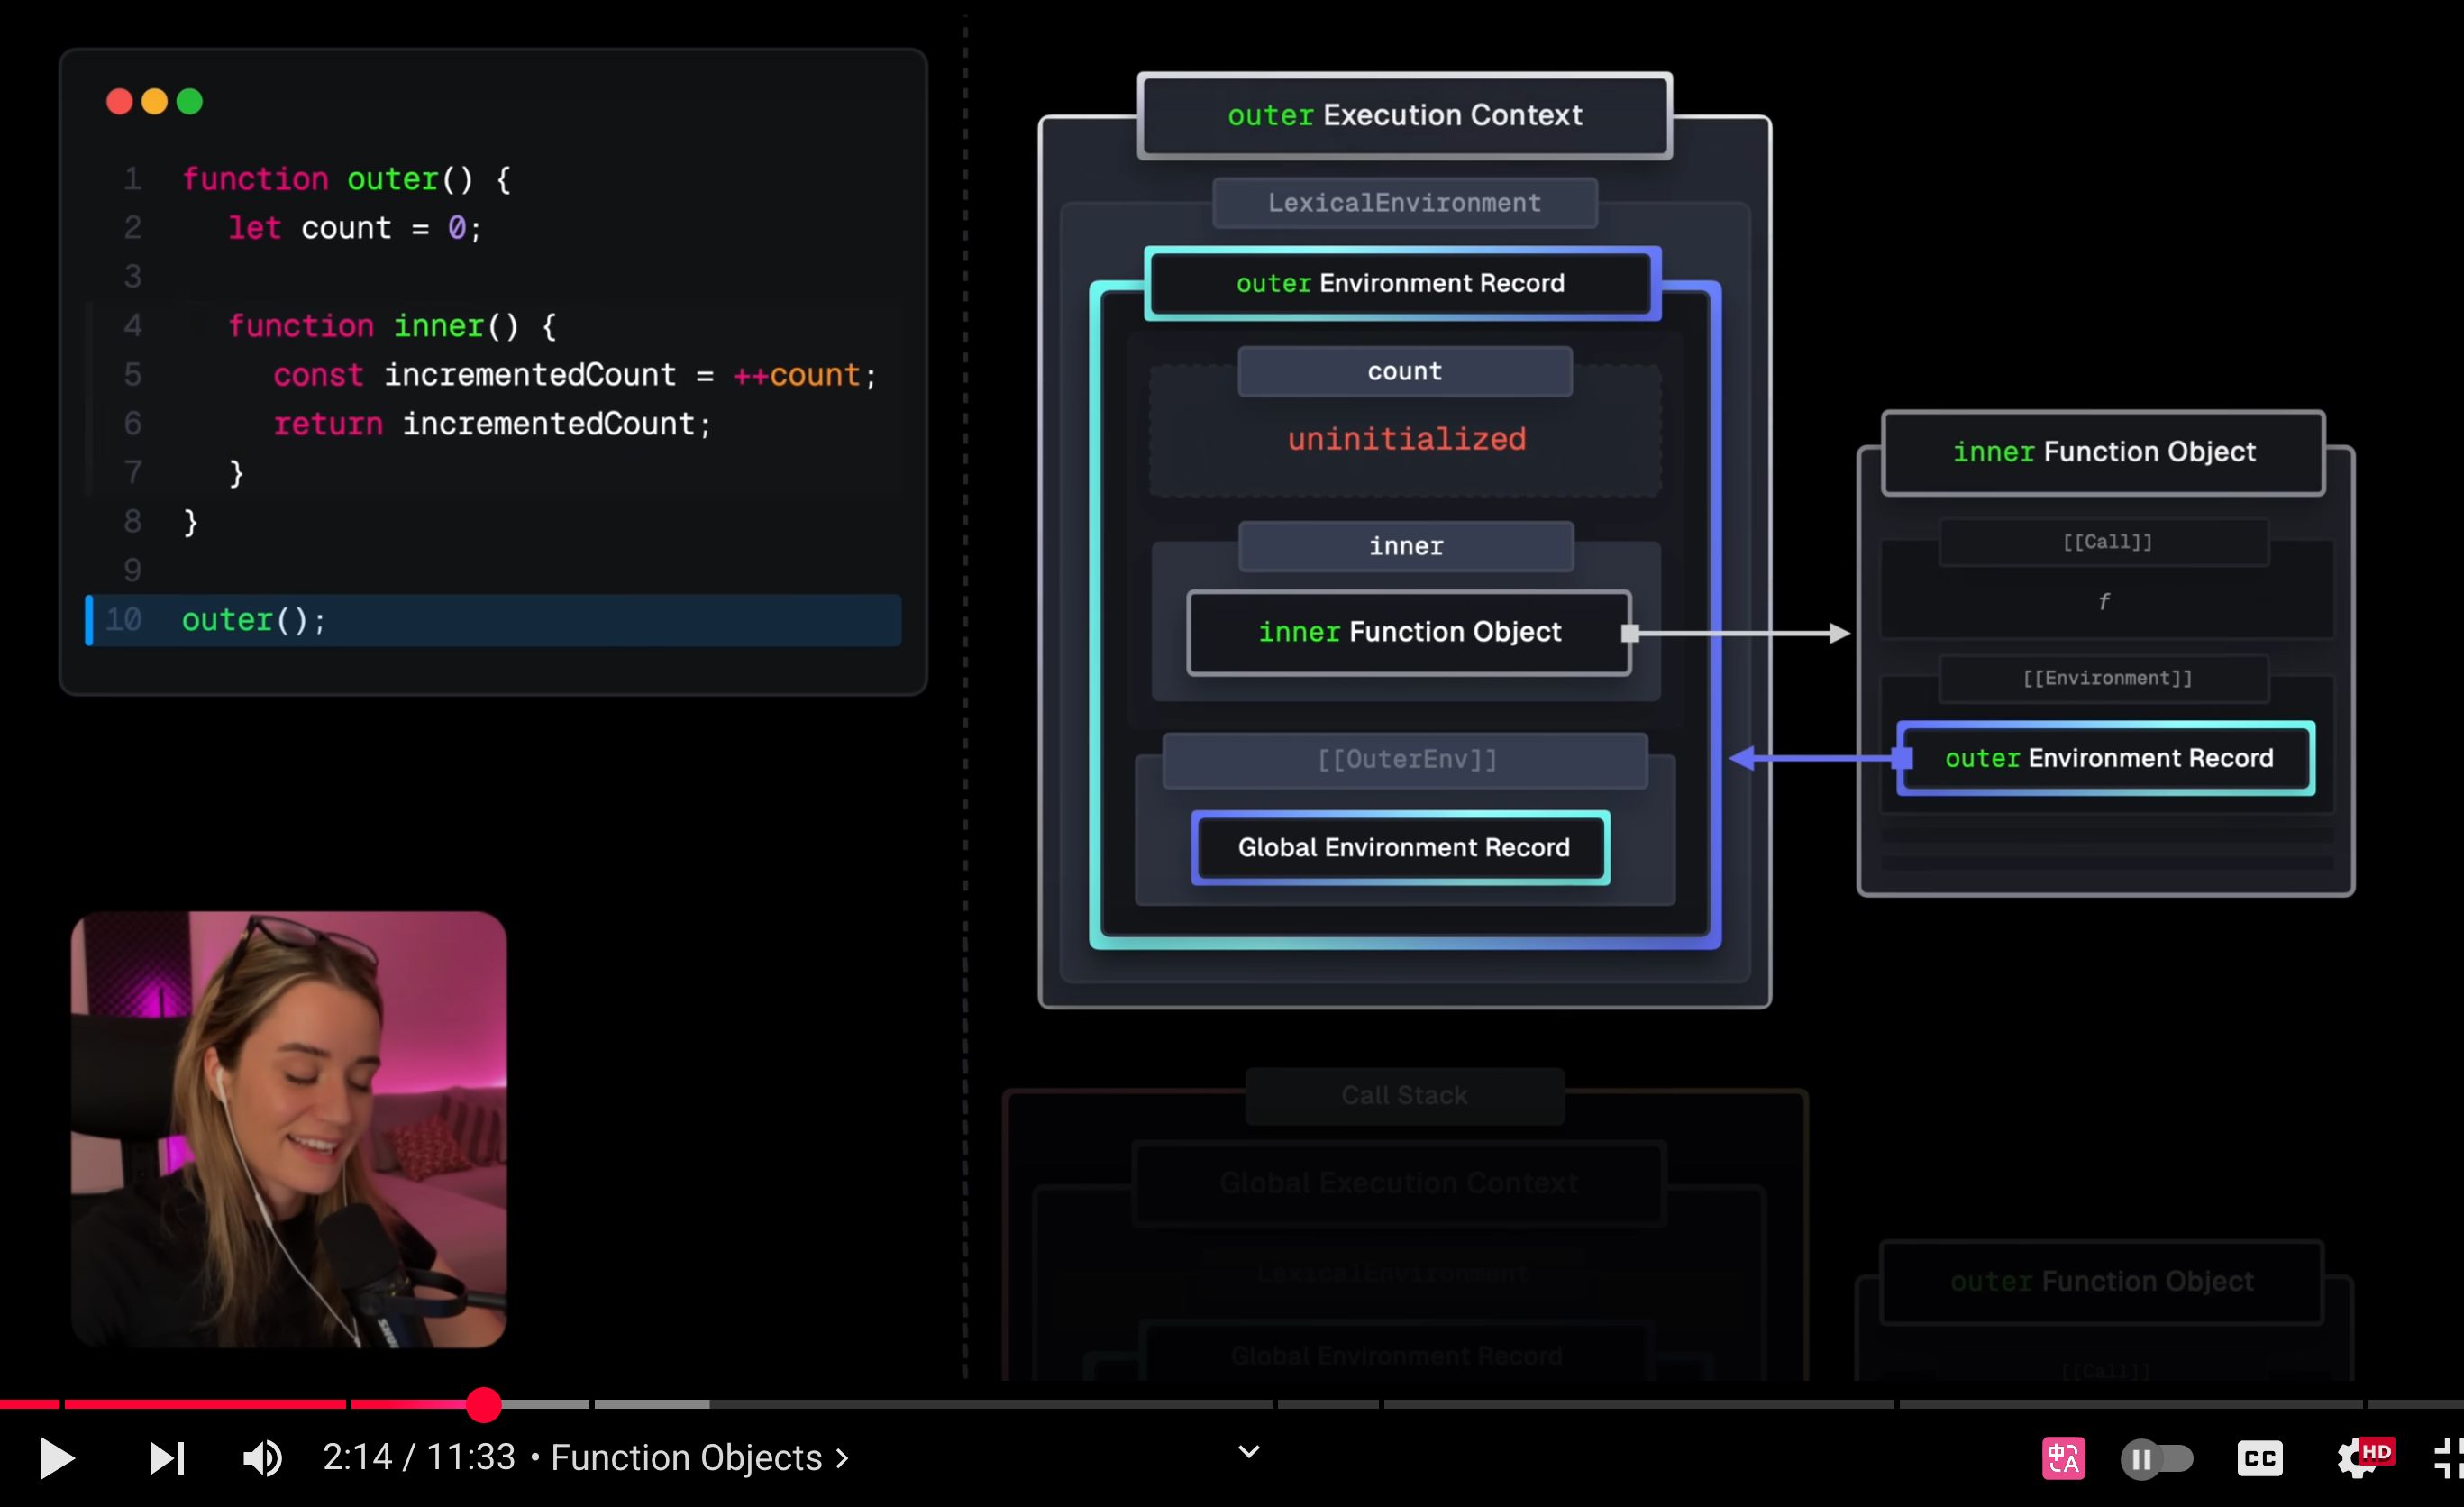 1 function outer() {
2 let count = 0;
3
4 function inner() {
5 const incrementedCount = ++count;
6 return incrementedCount;
7 }
8 }
9
10 outer();
outer Execution Context
LexicalEnvironment
outer Environment Record
count
uninitialized
inner
inner Function Object
[[OuterEnv]]
Global Environment Record
inner Function Object
[[Call]]
f
[[Environment]]
outer Environment Record
Call Stack
Global Execution Context
LexicalEnvironment
Global Environment Record
outer Function Object
[[Call]]
2:14 / 11:33 • Function Objects ›
中A
CC
HD